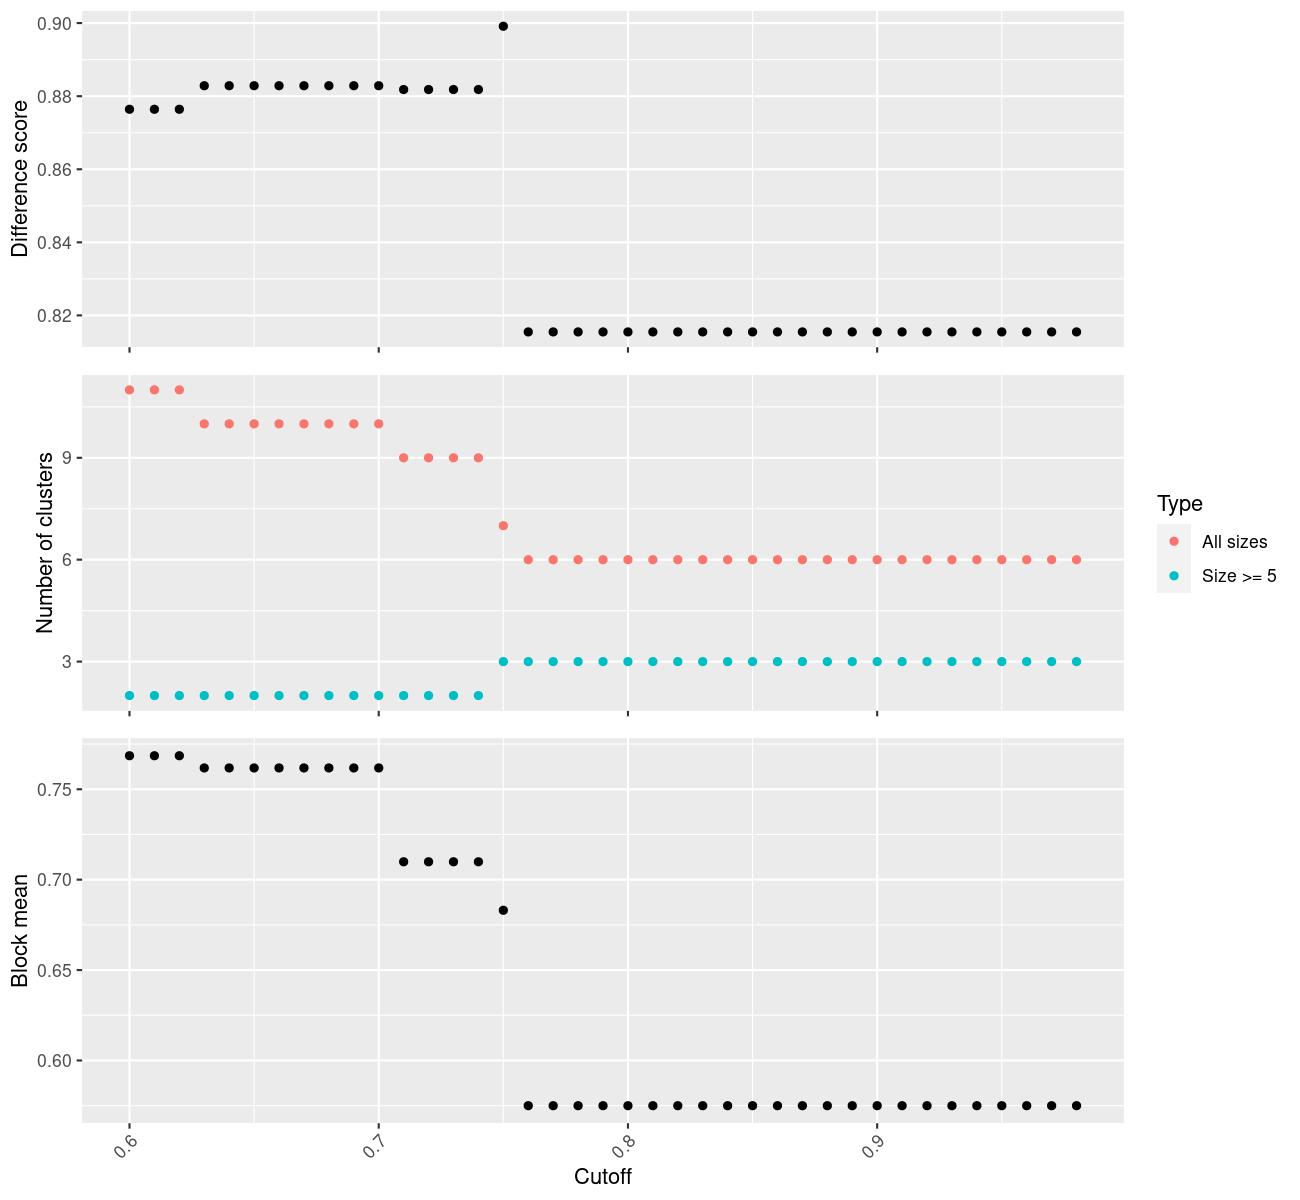 Difference score
0.90
0.88
0.86
0.84
0.82
Number of clusters
9
6
3
Block mean
0.75
0.70
0.65
0.60
0.6
0.7
0.8
0.9
Cutoff
Type
All sizes
Size >= 5